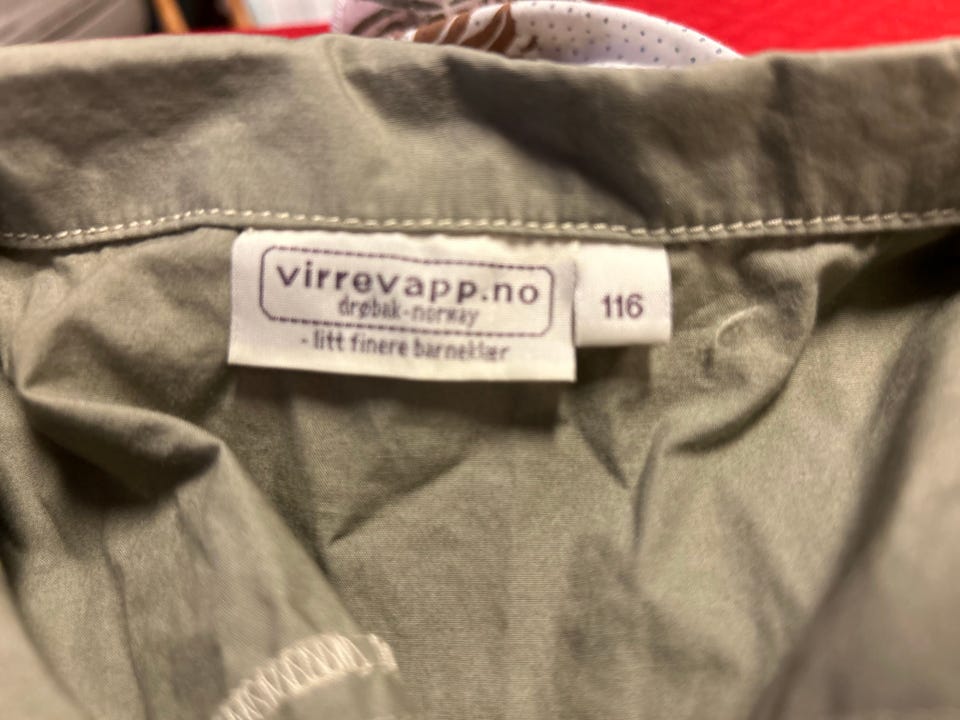 virrevapp.no
drøbak-norway
- litt finere barneklær
116